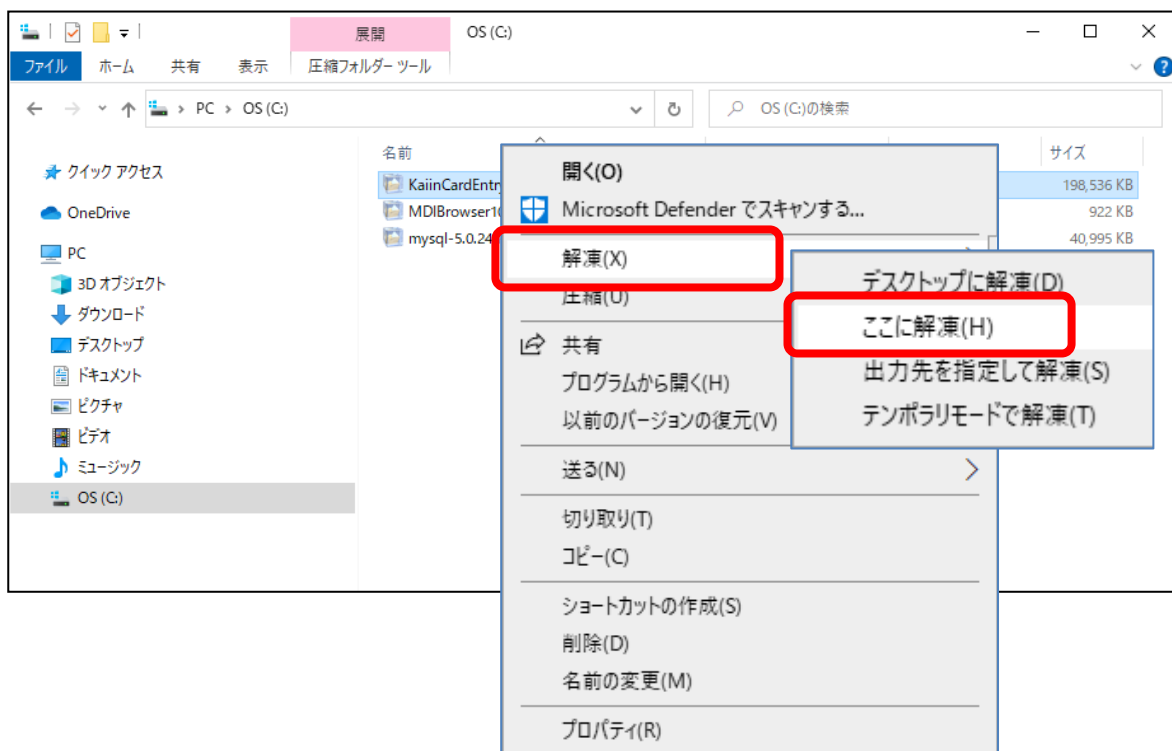 展開
OS (C:)
ファイル ホーム 共有 表示 圧縮フォルダー ツール
PC › OS (C:)
OS (C:)の検索
名前
サイズ
クイック アクセス
OneDrive
PC
3D オブジェクト
ダウンロード
デスクトップ
ドキュメント
ピクチャ
ビデオ
ミュージック
OS (C:)
KaiinCardEntr
198,536 KB
MDIBrowser1
922 KB
mysql-5.0.24
40,995 KB
開く(O)
Microsoft Defender でスキャンする...
解凍(X)
圧縮(U)
共有
プログラムから開く(H)
以前のバージョンの復元(V)
送る(N)
切り取り(T)
コピー(C)
ショートカットの作成(S)
削除(D)
名前の変更(M)
プロパティ(R)
デスクトップに解凍(D)
ここに解凍(H)
出力先を指定して解凍(S)
テンポラリモードで解凍(T)